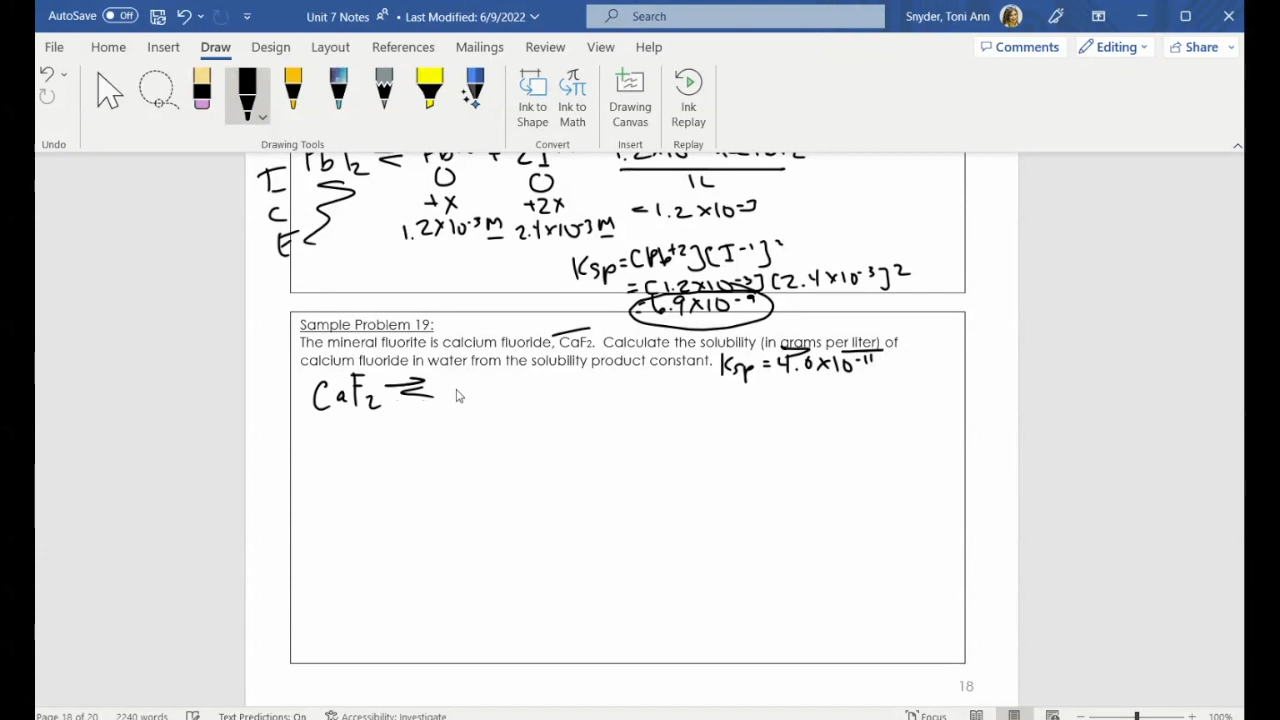 AutoSave Off
Unit 7 Notes
• Last Modified: 6/9/2022
Search
Snyder, Toni Ann
File Home Insert Draw Design Layout References Mailings Review View Help
Comments Editing Share
Ink to Shape
Ink to Math
Drawing Canvas
Ink Replay
Undo
Drawing Tools
Convert
Insert
Replay
PbI2 ⇌
I
0
0
1L
C
+x
+2x
= 1.2x10-3
E
1.2x10-3 M
2.4x10-3 M
Ksp = [Pb+2][I-1]2
= [1.2x10-3][2.4x10-3]2
= 6.9x10-9
Sample Problem 19:
The mineral fluorite is calcium fluoride, CaF2. Calculate the solubility (in grams per liter) of
calcium fluoride in water from the solubility product constant. Ksp = 4.0x10-11
CaF2 ⇌
18
Page 18 of 20
2240 words
Text Predictions: On
Accessibility: Investigate
Focus
100%